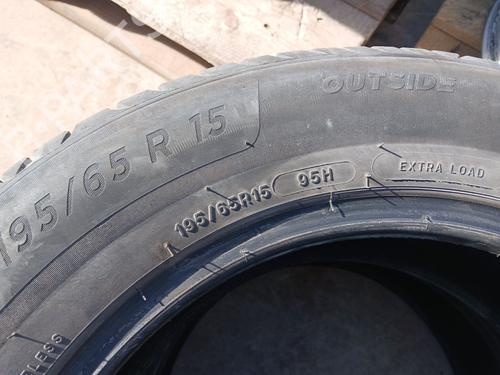 OUTSIDE
195/65 R 15
195/65R15 95H
EXTRA LOAD